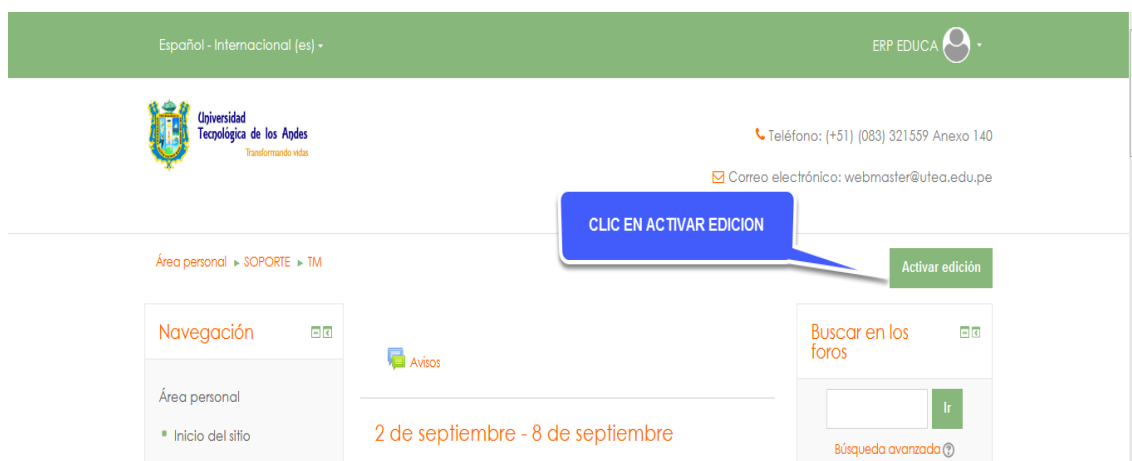 Español - Internacional (es)
ERP EDUCA
Universidad
Tecnológica de los Andes
Transformando vidas
Teléfono: (+51) (083) 321559 Anexo 140
Correo electrónico: webmaster@utea.edu.pe
CLIC EN ACTIVAR EDICION
Área personal ▸ SOPORTE ▸ TM
Activar edición
Navegación
Avisos
Área personal
Inicio del sitio
2 de septiembre - 8 de septiembre
Buscar en los
foros
Ir
Búsqueda avanzada